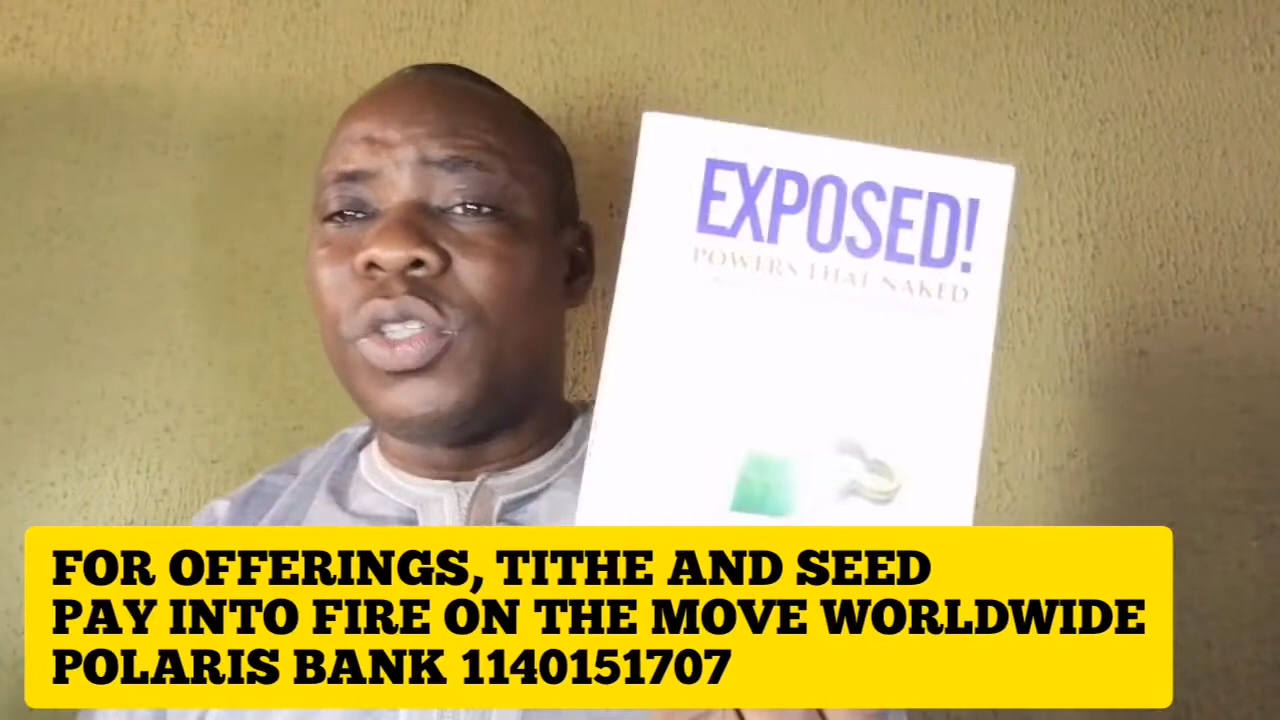 EXPOSED!
POWERS THAT NAKED
FOR OFFERINGS, TITHE AND SEED
PAY INTO FIRE ON THE MOVE WORLDWIDE
POLARIS BANK 1140151707